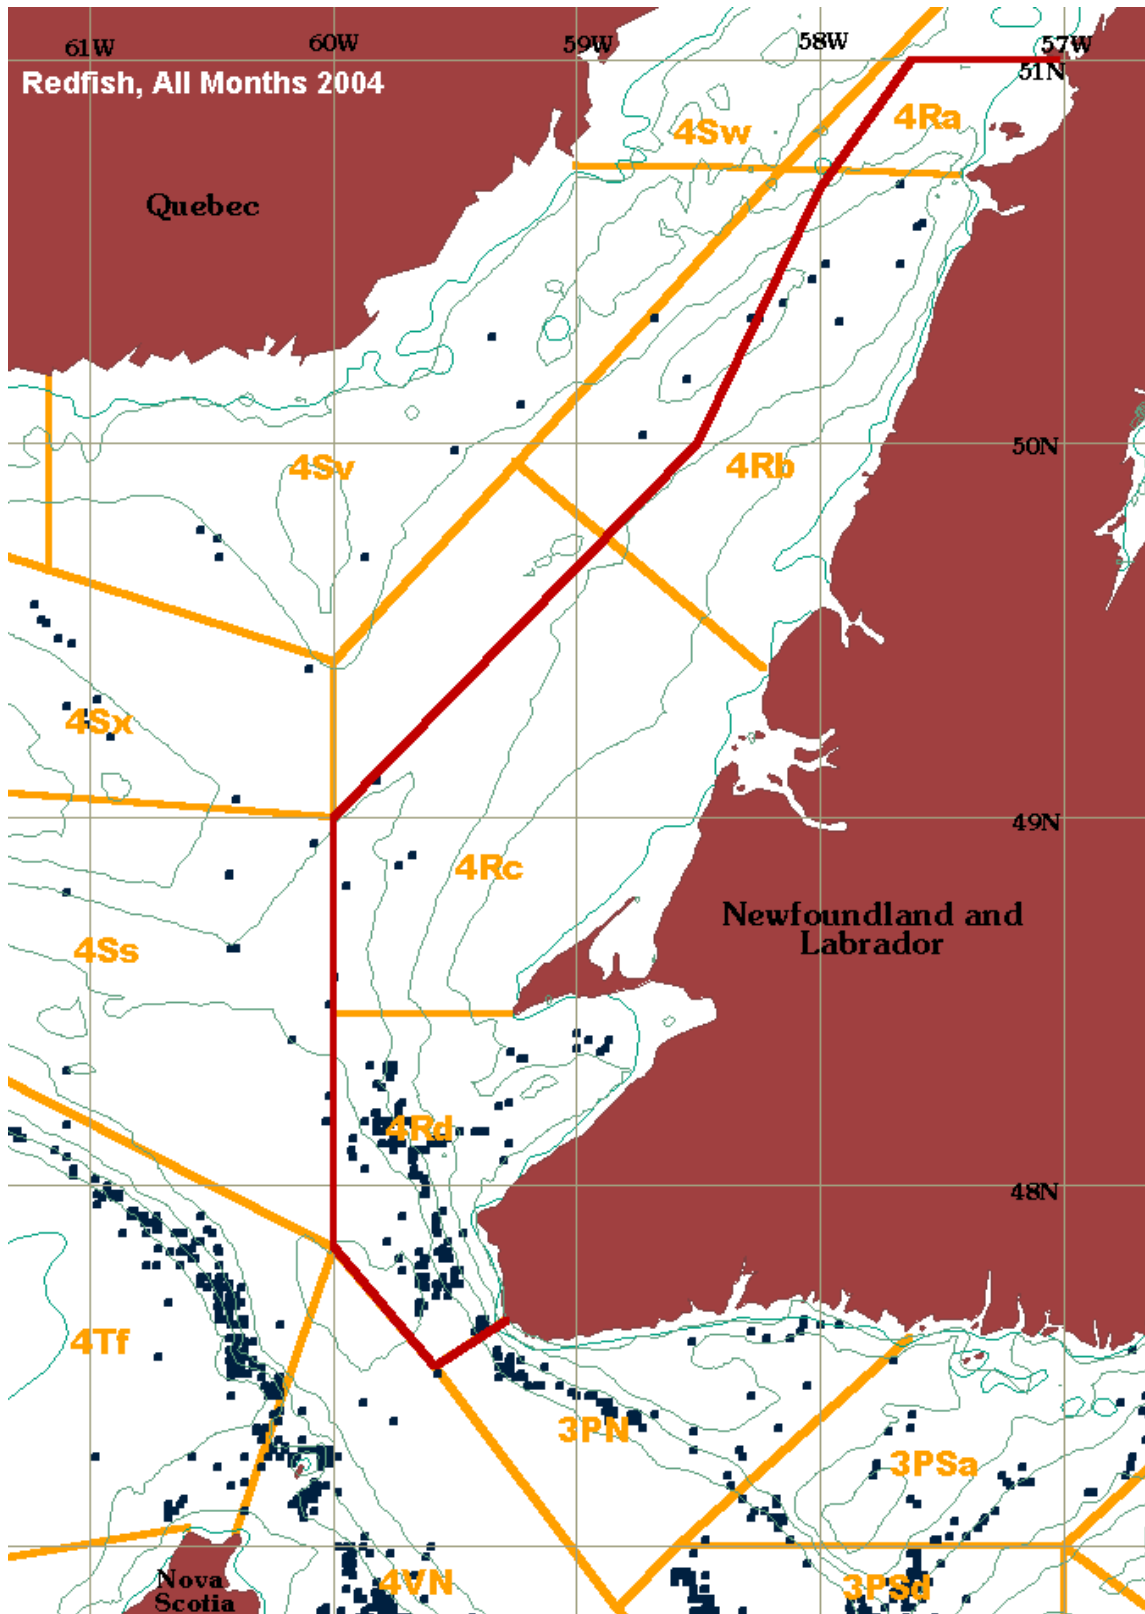 61W
60W
59W
58W
57W
51N
Redfish, All Months 2004
4Ra
4Sw
Quebec
50N
4Sv
4Rb
4Sx
49N
4Rc
Newfoundland and
Labrador
4Ss
4Rd
48N
4Tf
3PN
3PSa
4VN
3PSd
Nova
Scotia